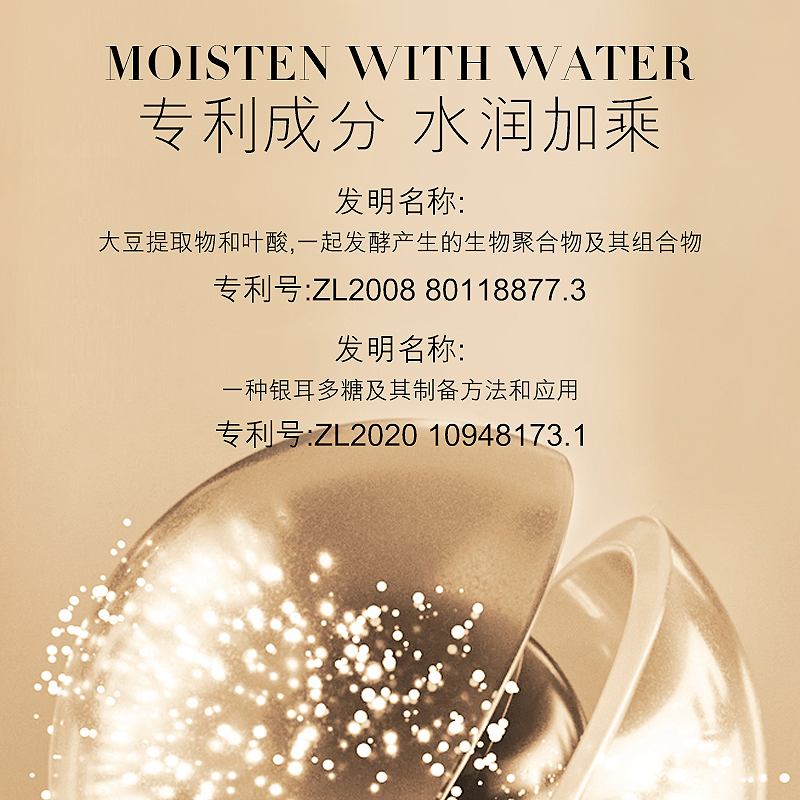 MOISTEN WITH WATER
专利成分 水润加乘
发明名称:
大豆提取物和叶酸,一起发酵产生的生物聚合物及其组合物
专利号:ZL2008 80118877.3
发明名称:
一种银耳多糖及其制备方法和应用
专利号:ZL2020 10948173.1